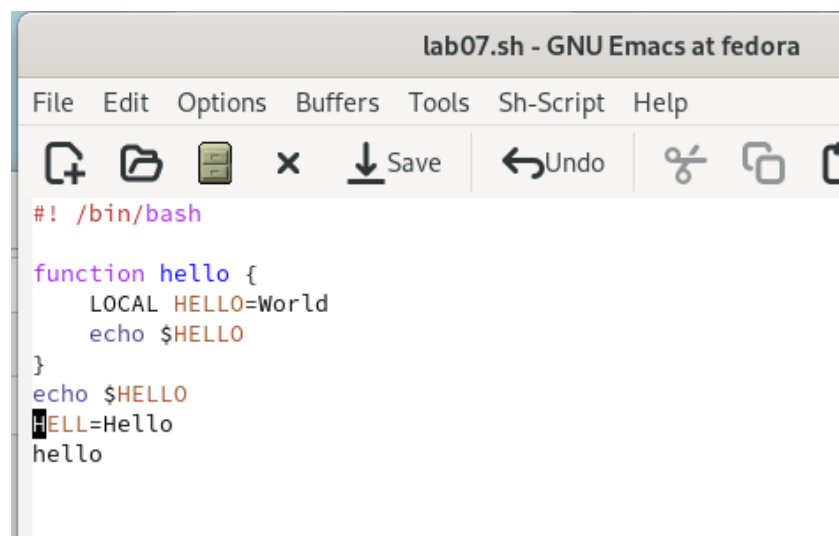 lab07.sh - GNU Emacs at fedora
File Edit Options Buffers Tools Sh-Script Help
Save Undo
#! /bin/bash
function hello {
    LOCAL HELLO=World
    echo $HELLO
}
echo $HELLO
HELL=Hello
hello